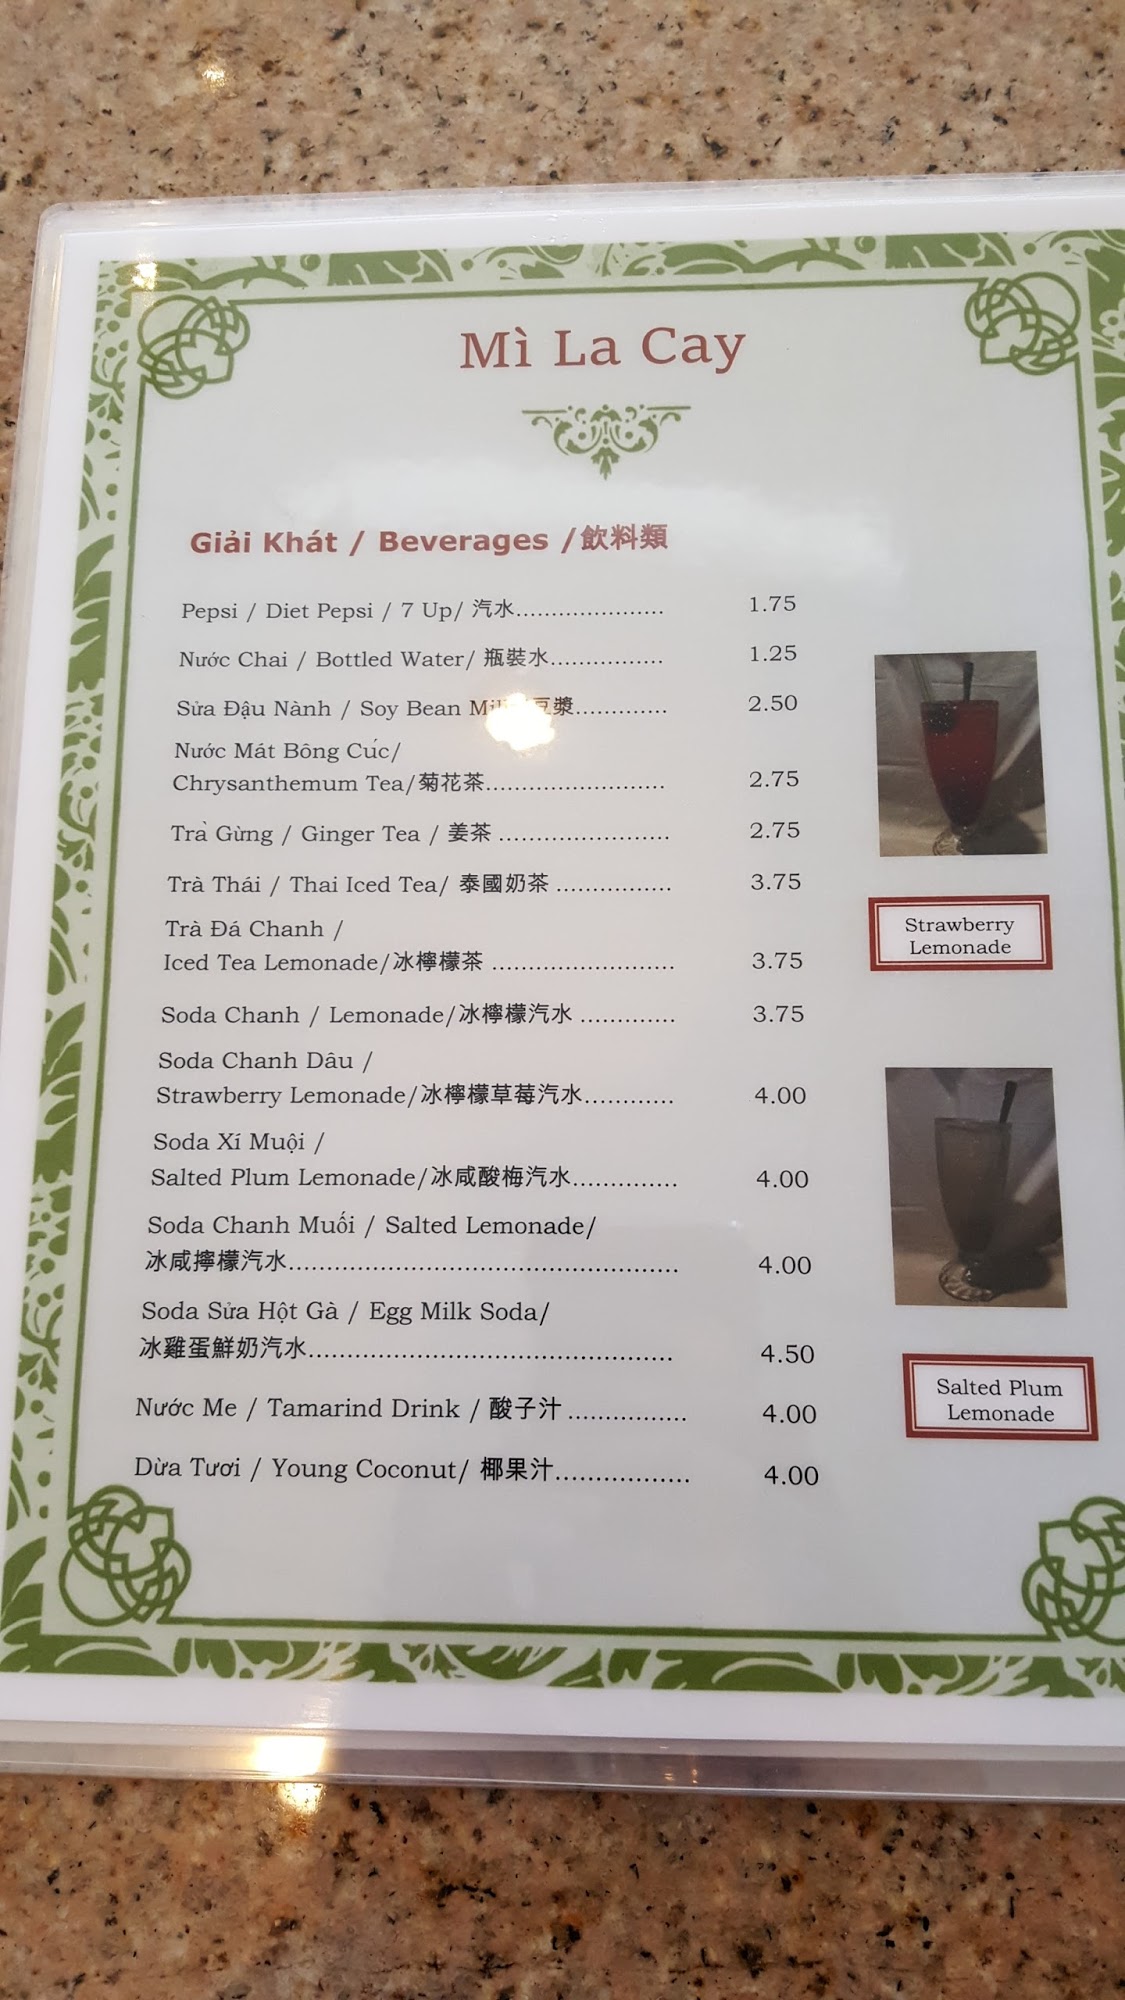 Mì La Cay
Giải Khát / Beverages /飲料類
Pepsi / Diet Pepsi / 7 Up/ 汽水..................... 1.75
Nước Chai / Bottled Water/ 瓶裝水................ 1.25
Sửa Đậu Nành / Soy Bean 豆漿............. 2.50
Nước Mát Bông Cúc/
Chrysanthemum Tea/菊花茶......................... 2.75
Trà Gừng / Ginger Tea / 姜茶 ........................ 2.75
Trà Thái / Thai Iced Tea/ 泰國奶茶 ................ 3.75
Trà Đá Chanh /
Iced Tea Lemonade/冰檸檬茶 ......................... 3.75
Soda Chanh / Lemonade/冰檸檬汽水 ............. 3.75
Soda Chanh Dâu /
Strawberry Lemonade/冰檸檬草莓汽水............ 4.00
Soda Xí Muội /
Salted Plum Lemonade/冰咸酸梅汽水.............. 4.00
Soda Chanh Muối / Salted Lemonade/
冰咸擰檬汽水.................................................. 4.00
Soda Sửa Hột Gà / Egg Milk Soda/
冰雞蛋鮮奶汽水............................................... 4.50
Nước Me / Tamarind Drink / 酸子汁 ................ 4.00
Dừa Tươi / Young Coconut/ 椰果汁................. 4.00
Strawberry
Lemonade
Salted Plum
Lemonade